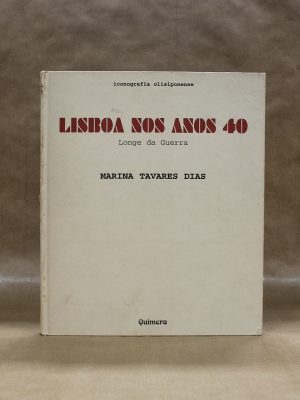 iconografia olisiponense
LISBOA NOS ANOS 40
Longe da Guerra
MARINA TAVARES DIAS
Quimera